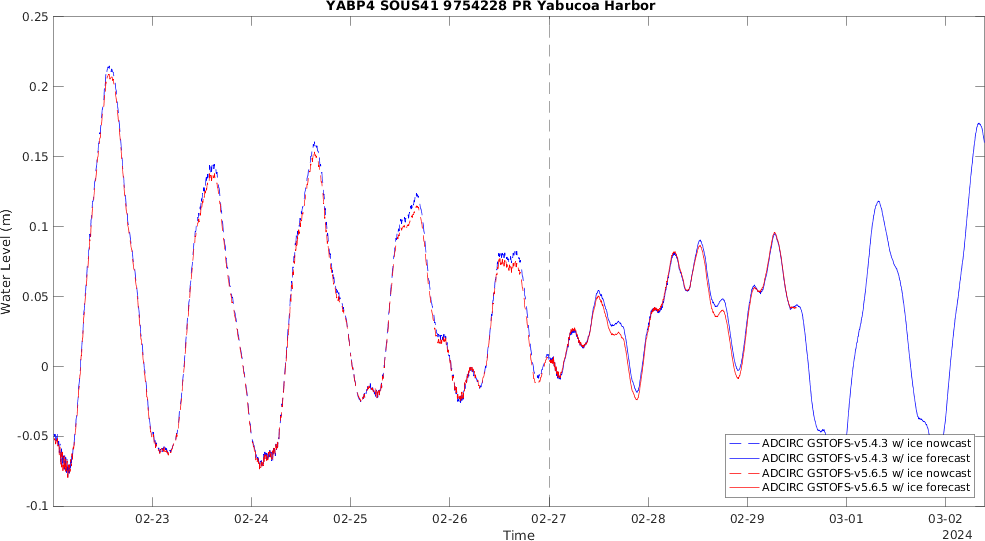 YABP4 SOUS41 9754228 PR Yabucoa Harbor
0.25
0.2
0.15
0.1
0.05
0
-0.05
-0.1
Water Level (m)
ADCIRC GSTOFS-v5.4.3 w/ ice nowcast
ADCIRC GSTOFS-v5.4.3 w/ ice forecast
ADCIRC GSTOFS-v5.6.5 w/ ice nowcast
ADCIRC GSTOFS-v5.6.5 w/ ice forecast
02-23 02-24 02-25 02-26 02-27 02-28 02-29 03-01 03-02
Time
2024